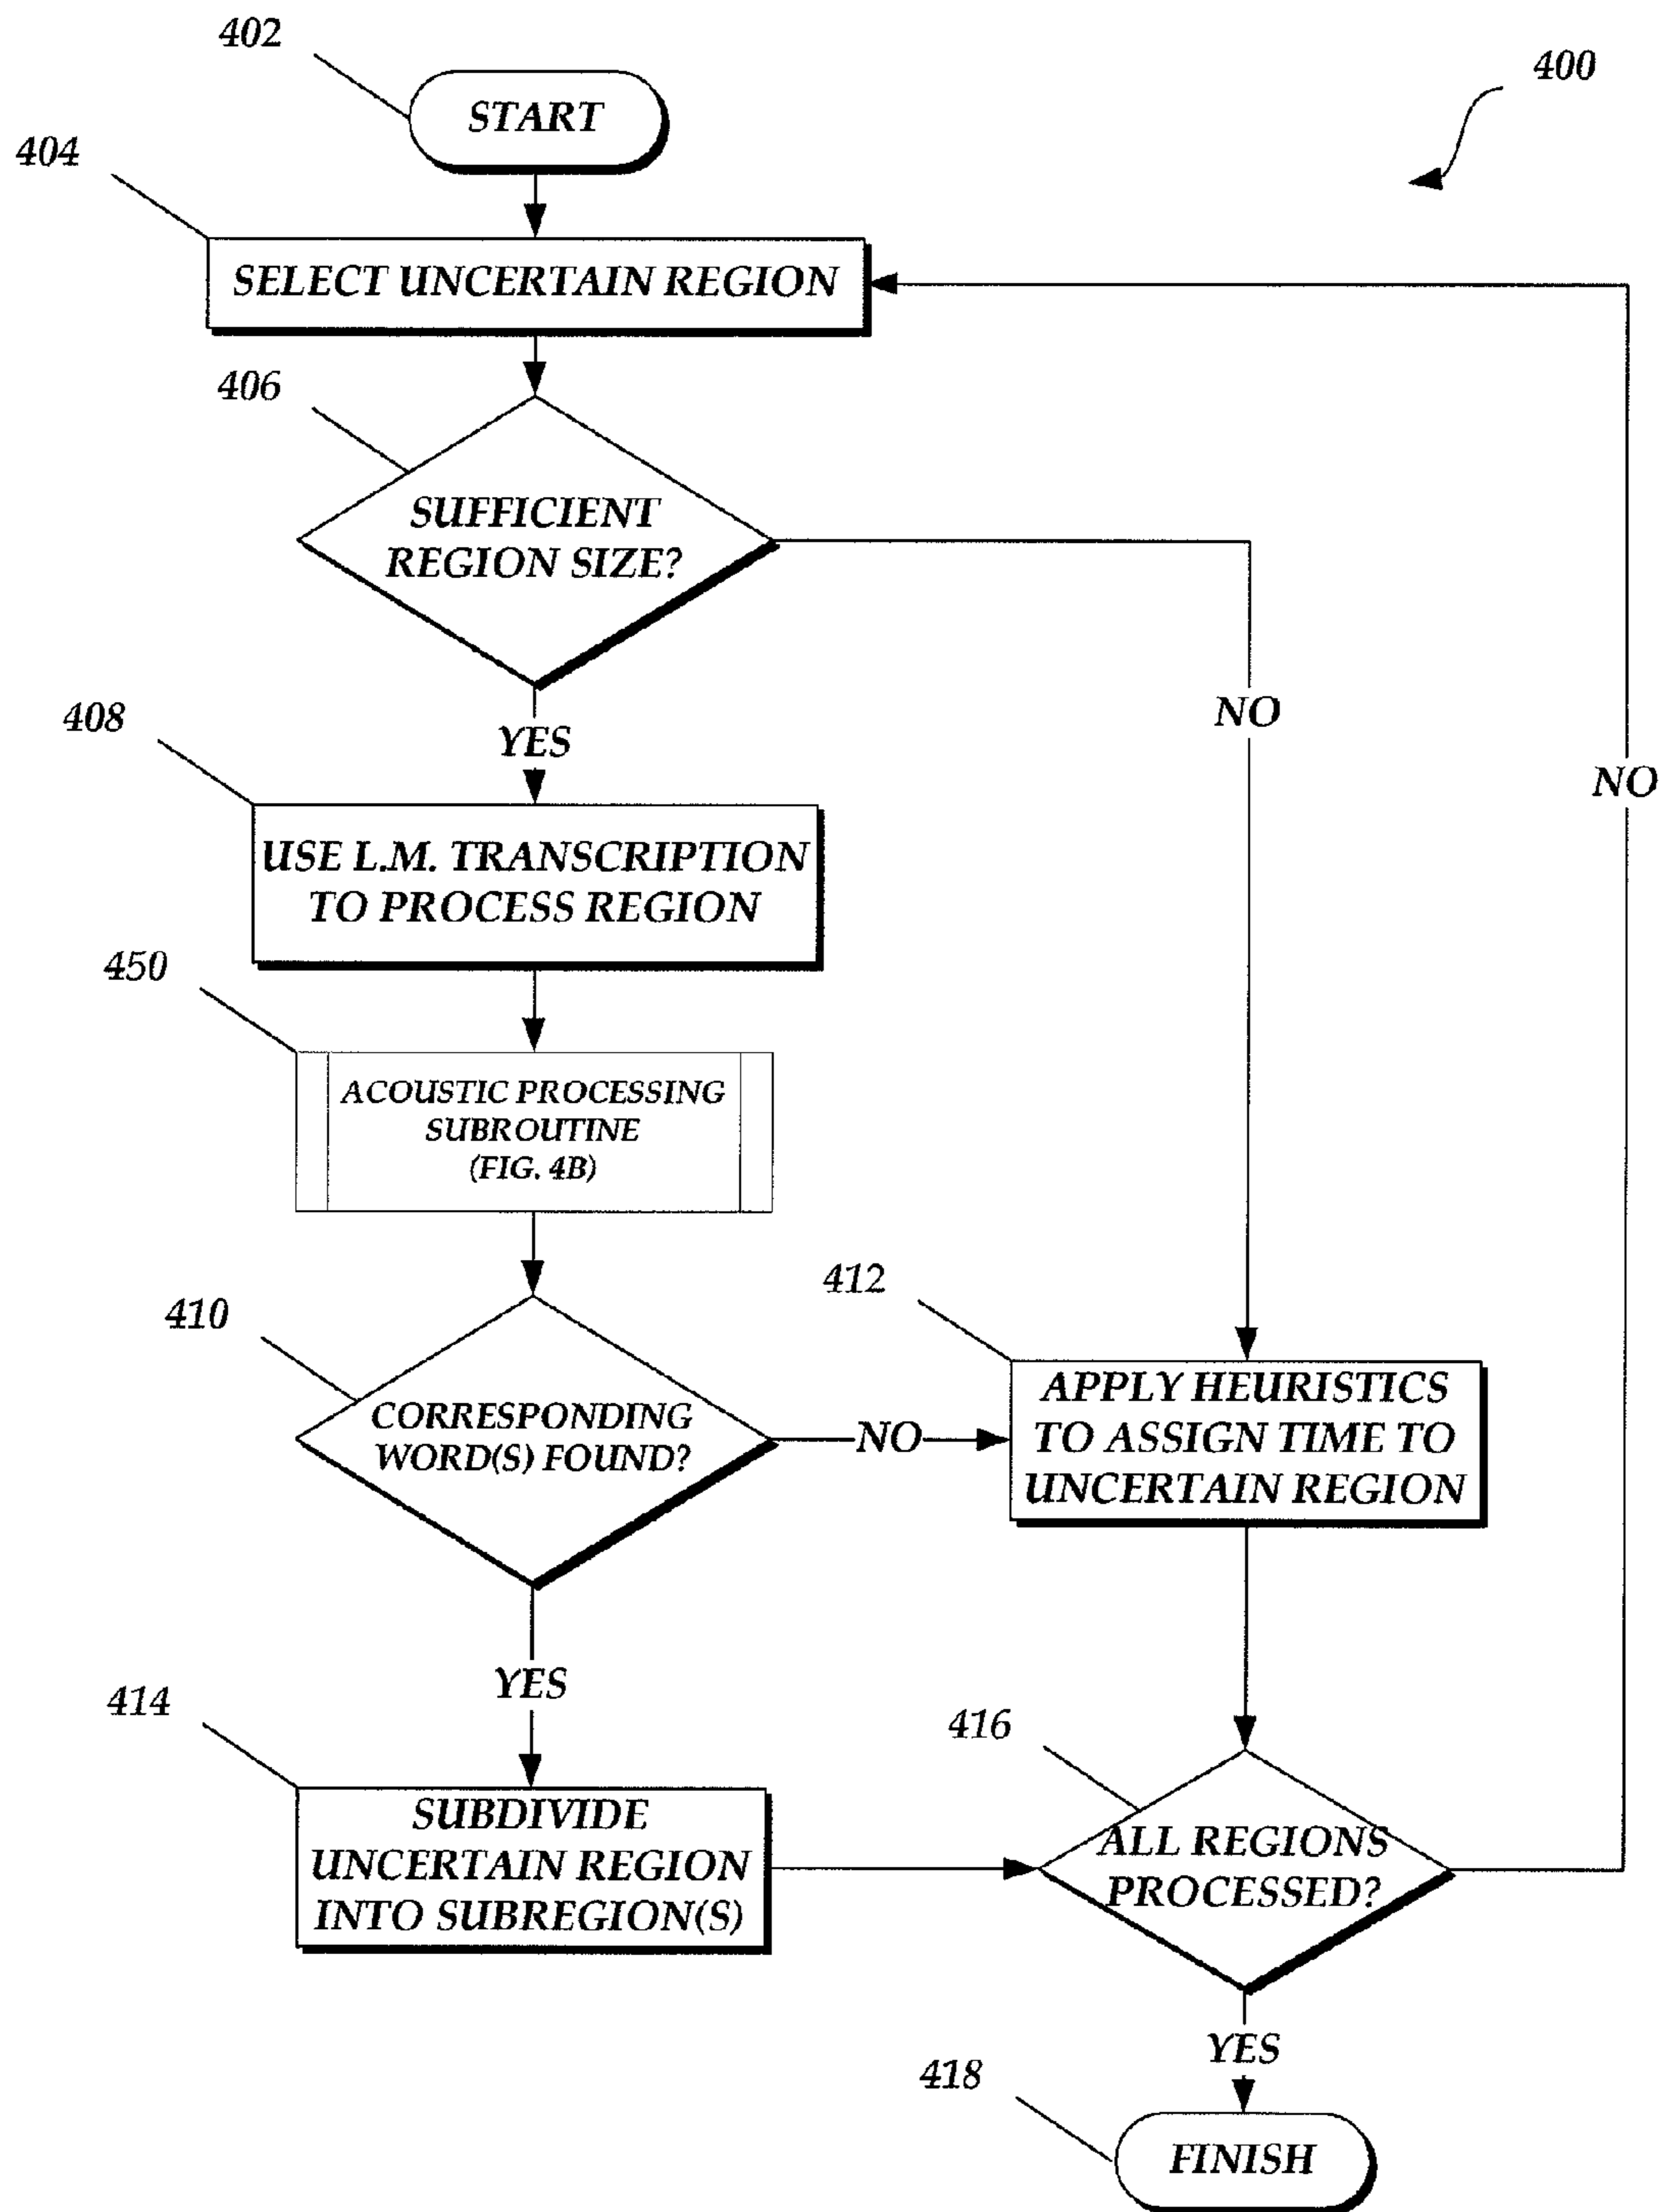 402
START
400
404
SELECT UNCERTAIN REGION
406
SUFFICIENT
REGION SIZE?
NO
YES
NO
408
USE L.M. TRANSCRIPTION
TO PROCESS REGION
450
ACOUSTIC PROCESSING
SUBROUTINE
(FIG. 4B)
410
CORRESPONDING
WORD(S) FOUND?
NO
412
APPLY HEURISTICS
TO ASSIGN TIME TO
UNCERTAIN REGION
YES
414
SUBDIVIDE
UNCERTAIN REGION
INTO SUBREGION(S)
416
ALL REGIONS
PROCESSED?
YES
418
FINISH